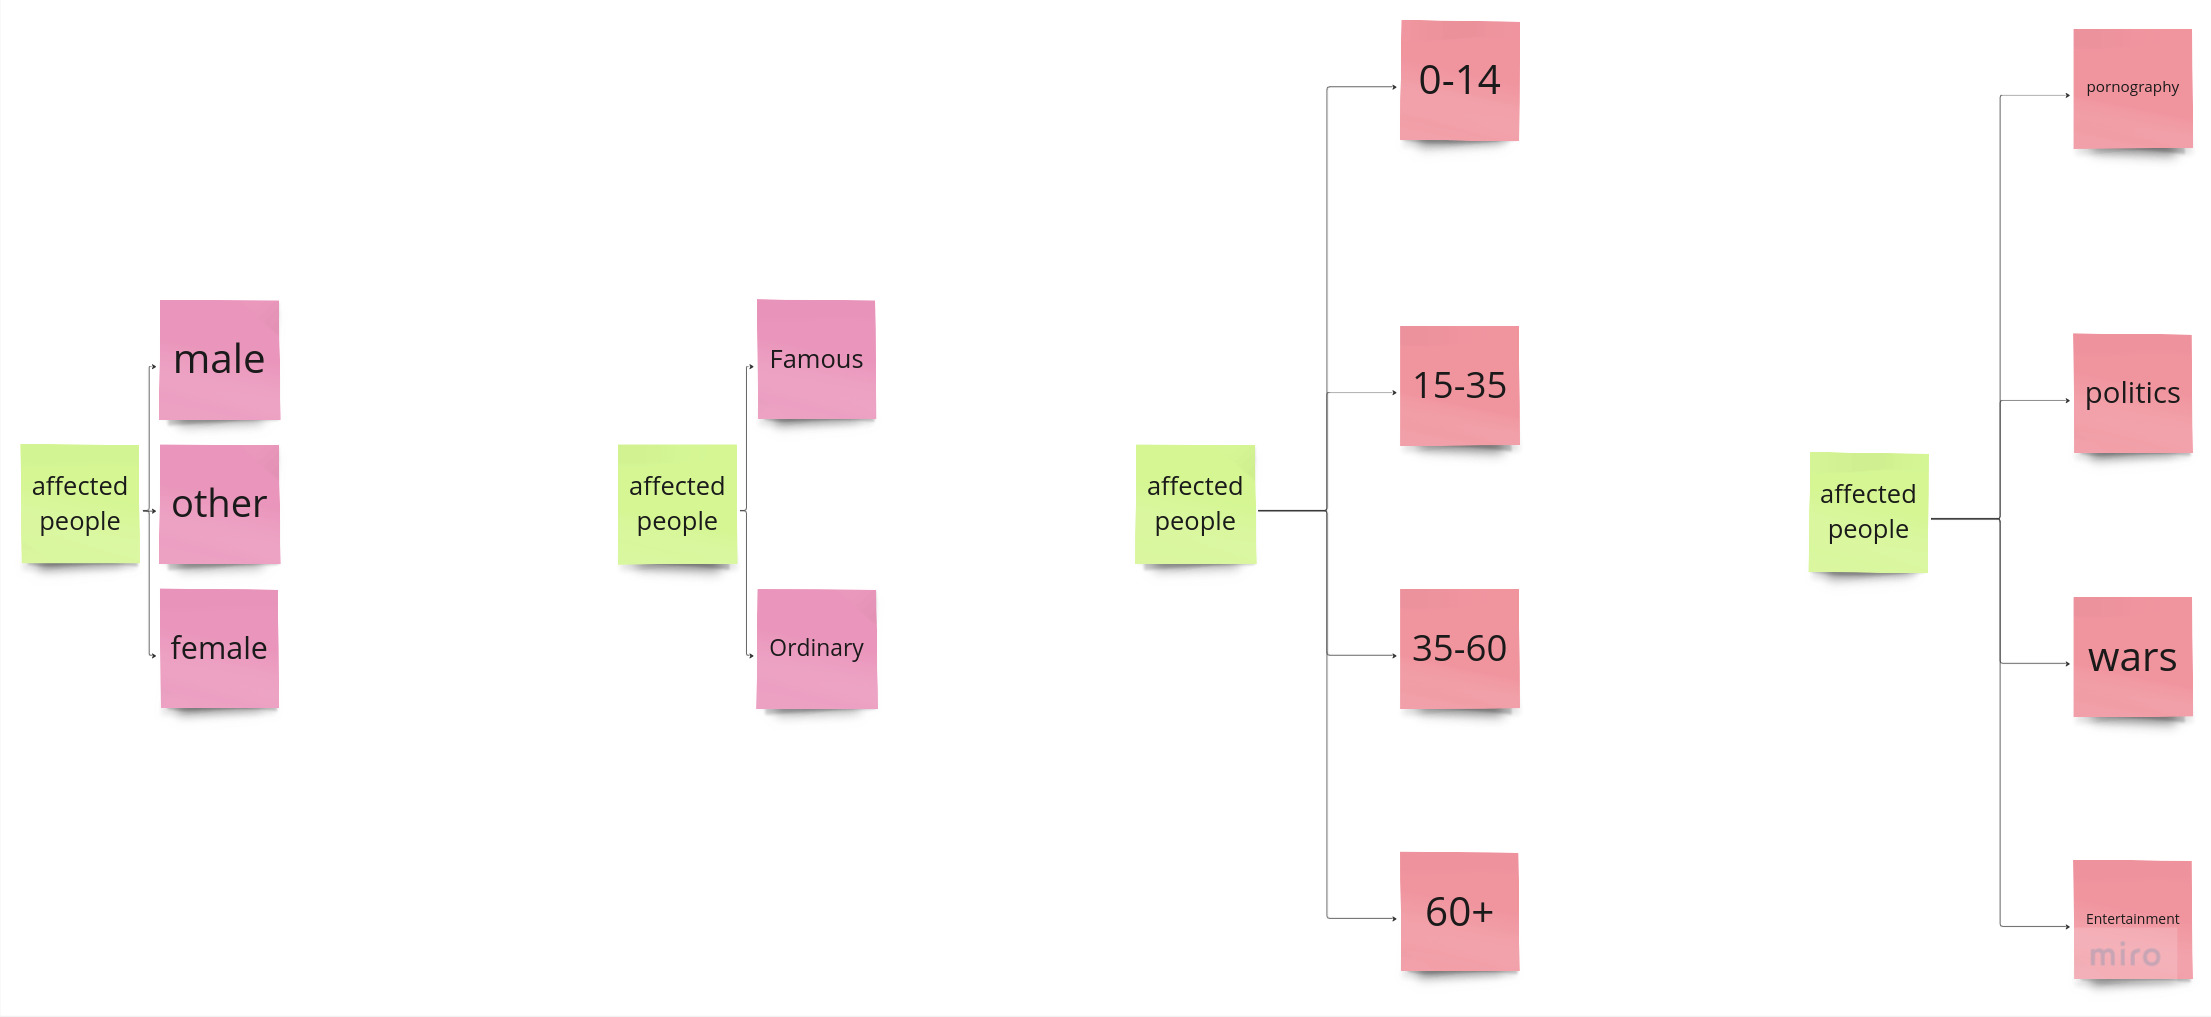 affected
people
male
other
female
affected
people
Famous
Ordinary
affected
people
0-14
15-35
35-60
60+
affected
people
pornography
politics
wars
Entertainment
miro